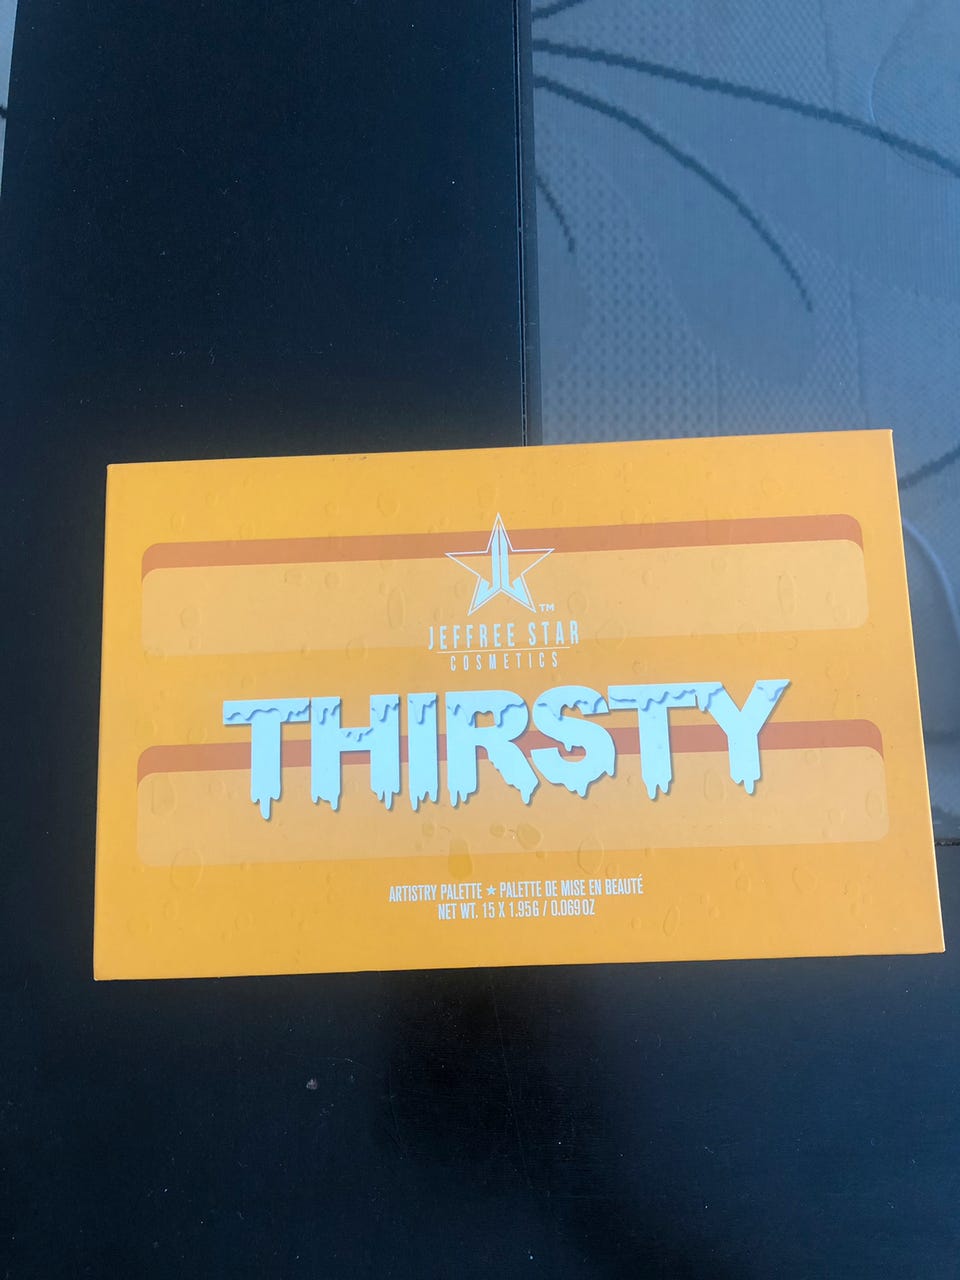 TM
JEFFREE STAR
COSMETICS
THIRSTY
ARTISTRY PALETTE ★ PALETTE DE MISE EN BEAUTÉ
NET WT. 15 X 1.95 G / 0.069 OZ